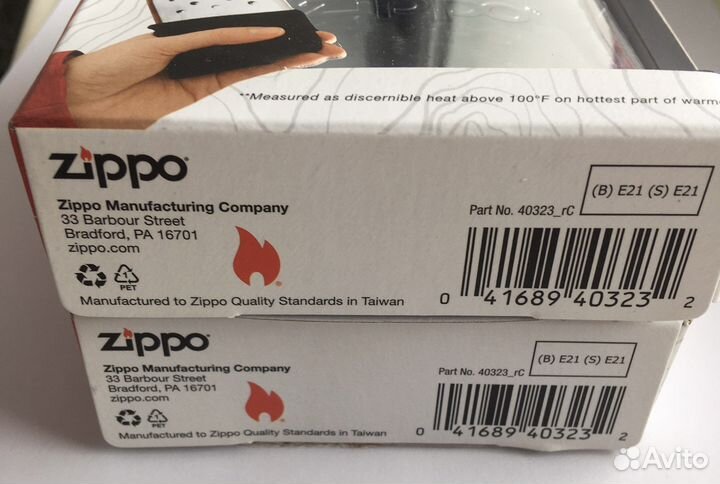 ZIPPO
**Measured as discernible heat above 100°F on hottest part of warm
zippo
Zippo Manufacturing Company
33 Barbour Street
Bradford, PA 16701
zippo.com
PET
Manufactured to Zippo Quality Standards in Taiwan
(B) E21 (S) E21
Part No. 40323_rC
0 41689 40323 2
zippo
Zippo Manufacturing Company
33 Barbour Street
Bradford, PA 16701
zippo.com
PET
Manufactured to Zippo Quality Standards in Taiwan
(B) E21 (S) E21
Part No. 40323_rC
0 41689 40323 2
Avito